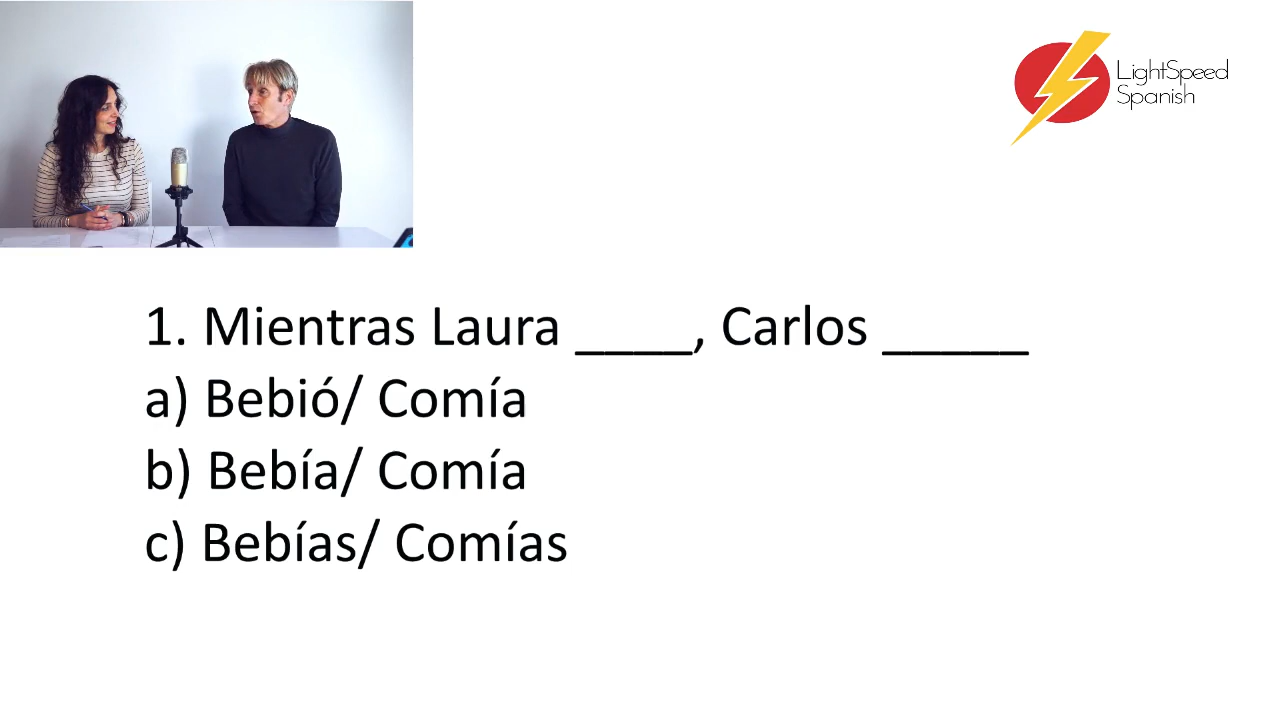 LightSpeed
Spanish
1. Mientras Laura ____, Carlos _____
a) Bebió/ Comía
b) Bebía/ Comía
c) Bebías/ Comías